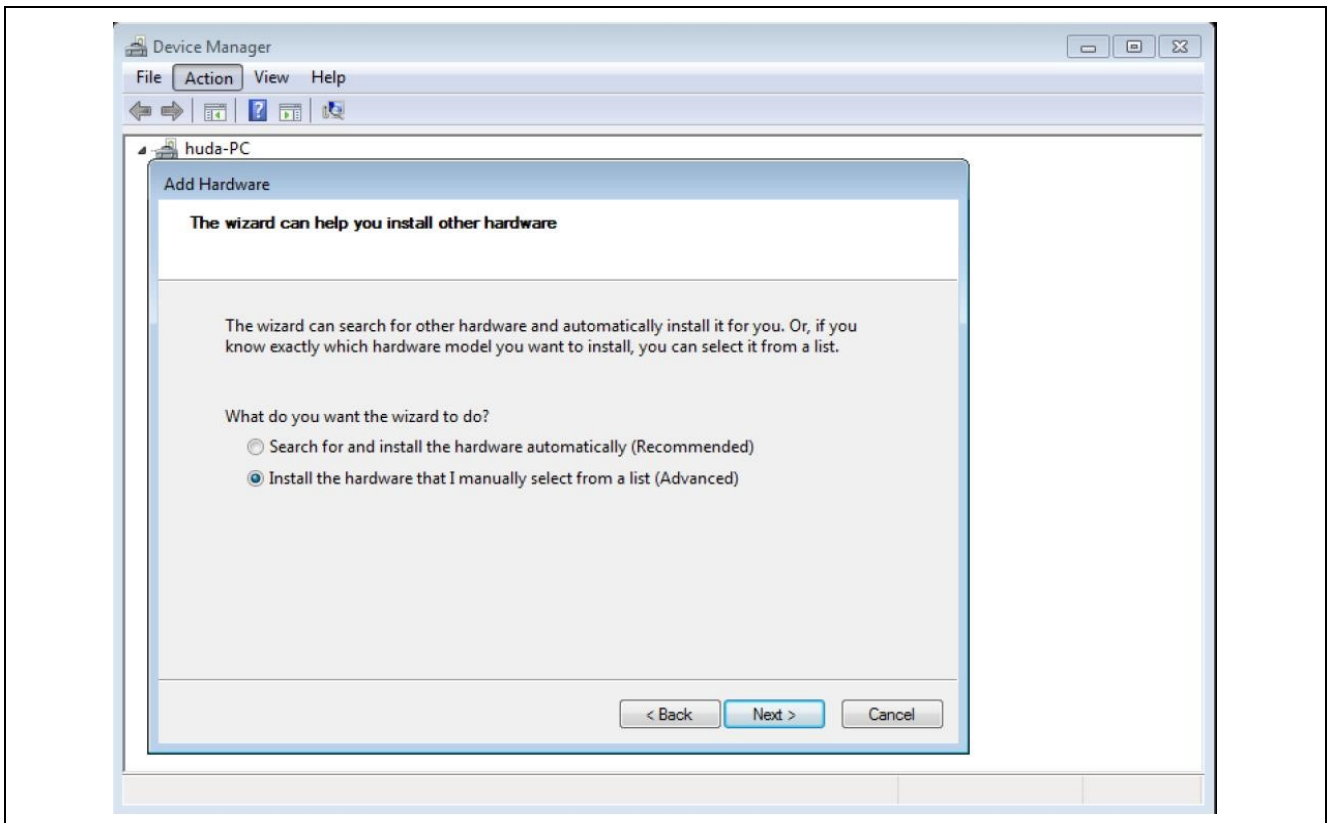 Device Manager
File Action View Help
huda-PC
Add Hardware
The wizard can help you install other hardware
The wizard can search for other hardware and automatically install it for you. Or, if you
know exactly which hardware model you want to install, you can select it from a list.
What do you want the wizard to do?
Search for and install the hardware automatically (Recommended)
Install the hardware that I manually select from a list (Advanced)
< Back Next > Cancel